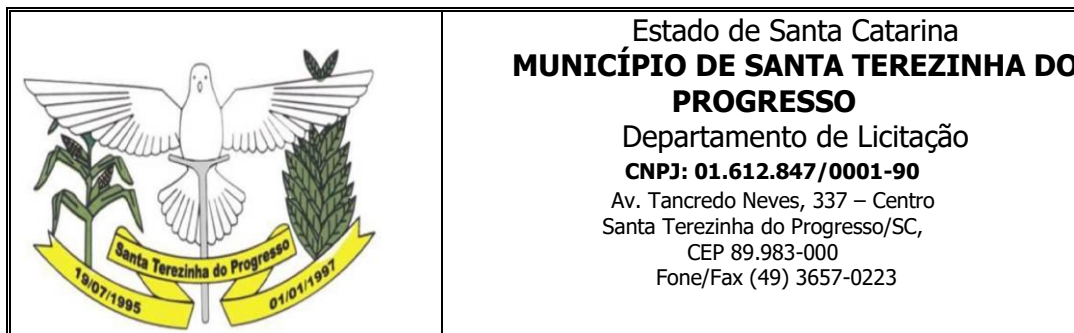 Santa Terezinha do Progresso
19/07/1995
01/01/1997
Estado de Santa Catarina
MUNICÍPIO DE SANTA TEREZINHA DO
PROGRESSO
Departamento de Licitação
CNPJ: 01.612.847/0001-90
Av. Tancredo Neves, 337 – Centro
Santa Terezinha do Progresso/SC,
CEP 89.983-000
Fone/Fax (49) 3657-0223